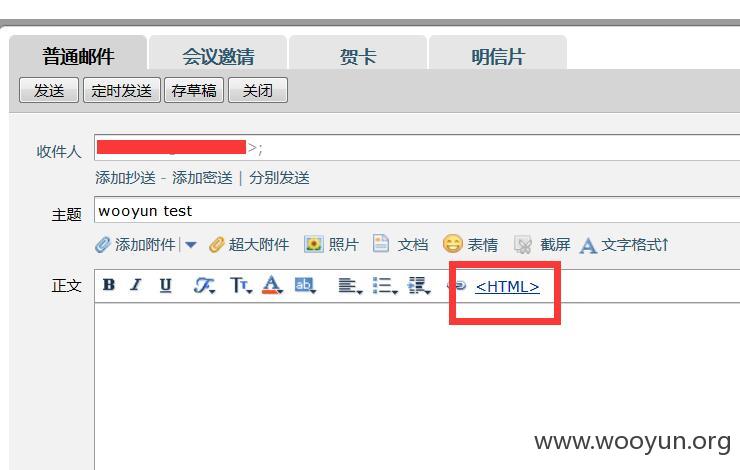 普通邮件 会议邀请 贺卡 明信片
发送 定时发送 存草稿 关闭
收件人 >;
添加抄送 - 添加密送 | 分别发送
主题 wooyun test
添加附件 | 超大附件 照片 文档 表情 截屏 A 文字格式↑
正文 B I U F TT A ab <HTML>
www.wooyun.org